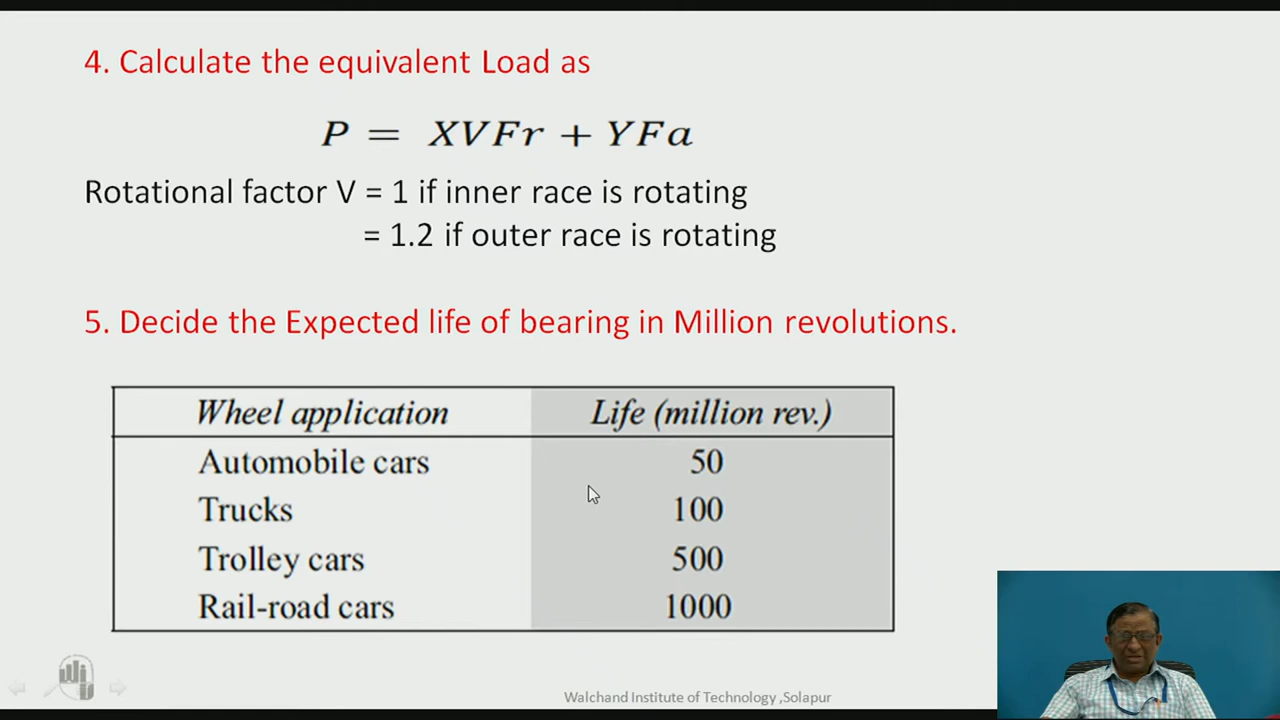 4. Calculate the equivalent Load as
P = XVFr + YFa
Rotational factor V = 1 if inner race is rotating
= 1.2 if outer race is rotating
5. Decide the Expected life of bearing in Million revolutions.
Wheel application Life (million rev.)
Automobile cars 50
Trucks 100
Trolley cars 500
Rail-road cars 1000
Walchand Institute of Technology ,Solapur